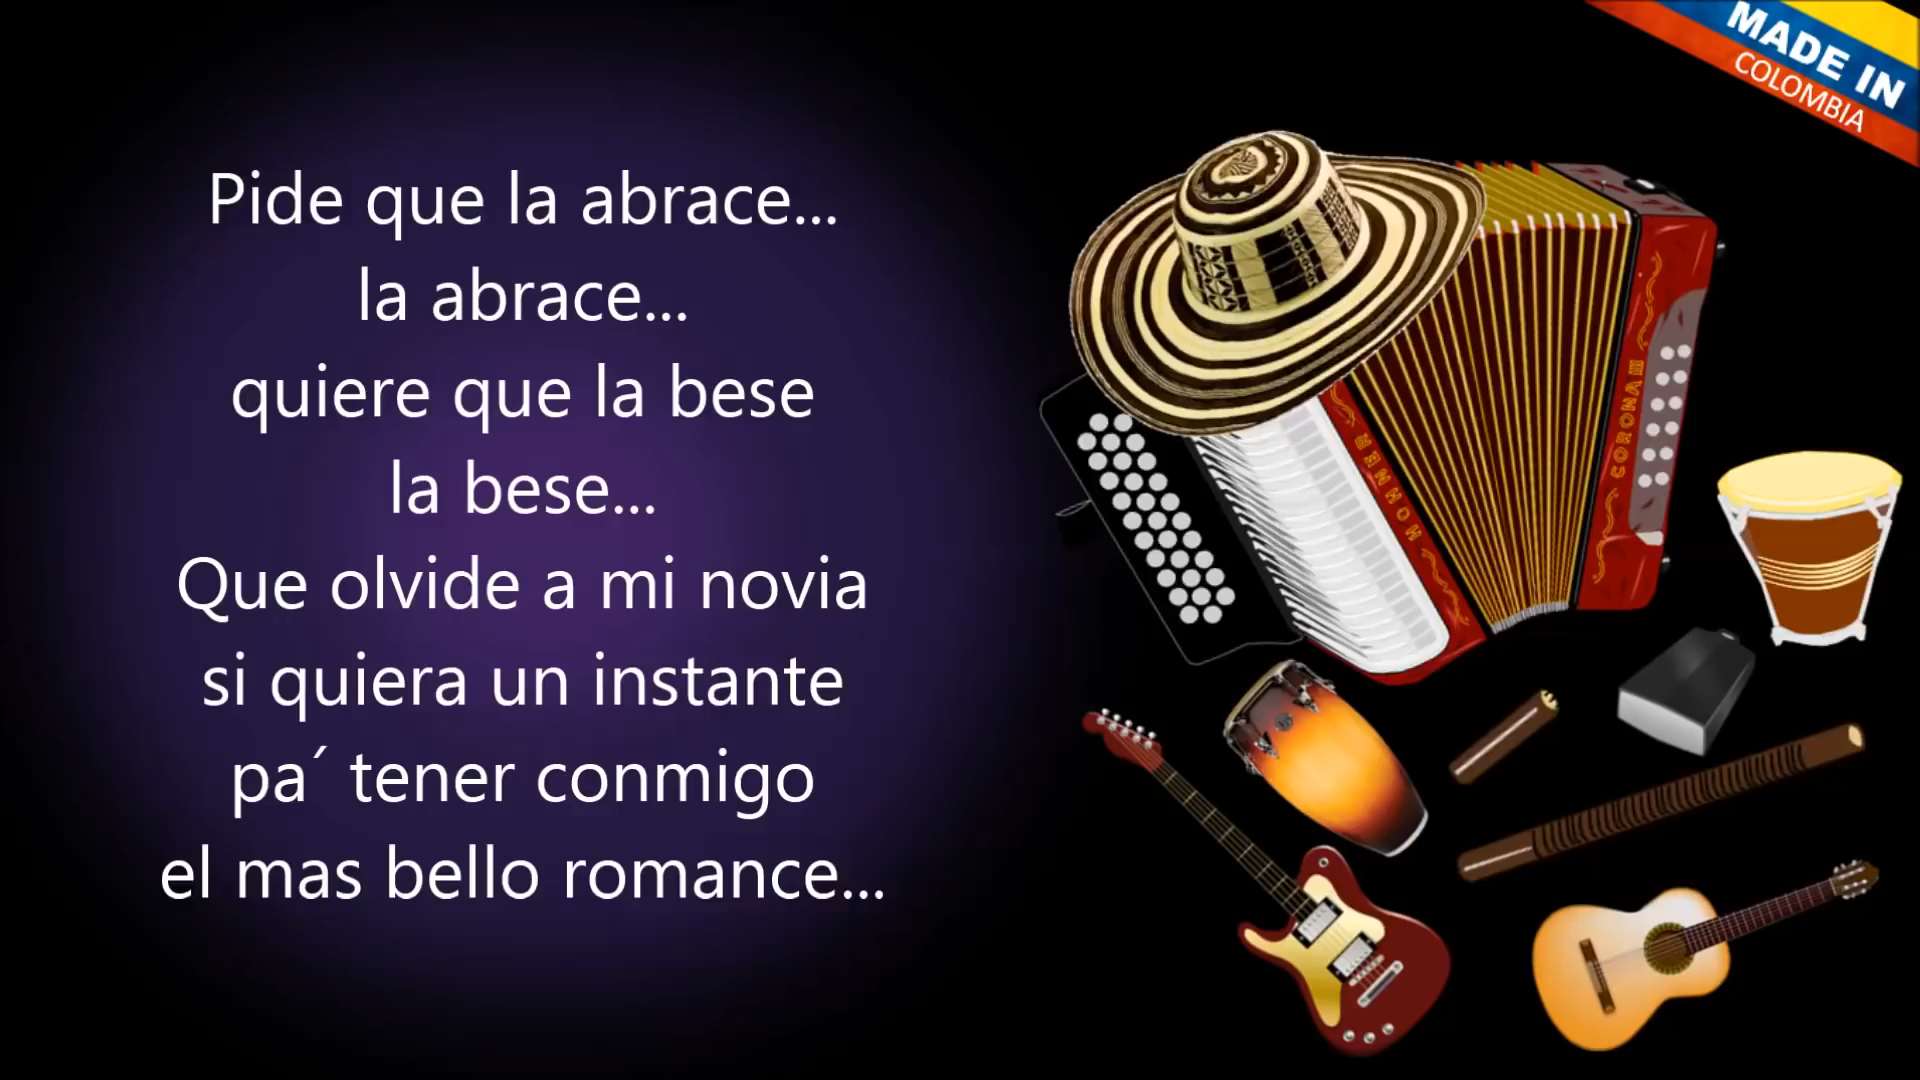 Pide que la abrace...
la abrace...
quiere que la bese
la bese...
Que olvide a mi novia
si quiera un instante
pa´ tener conmigo
el mas bello romance...
MADE IN
COLOMBIA
HOHNER
CORONA III